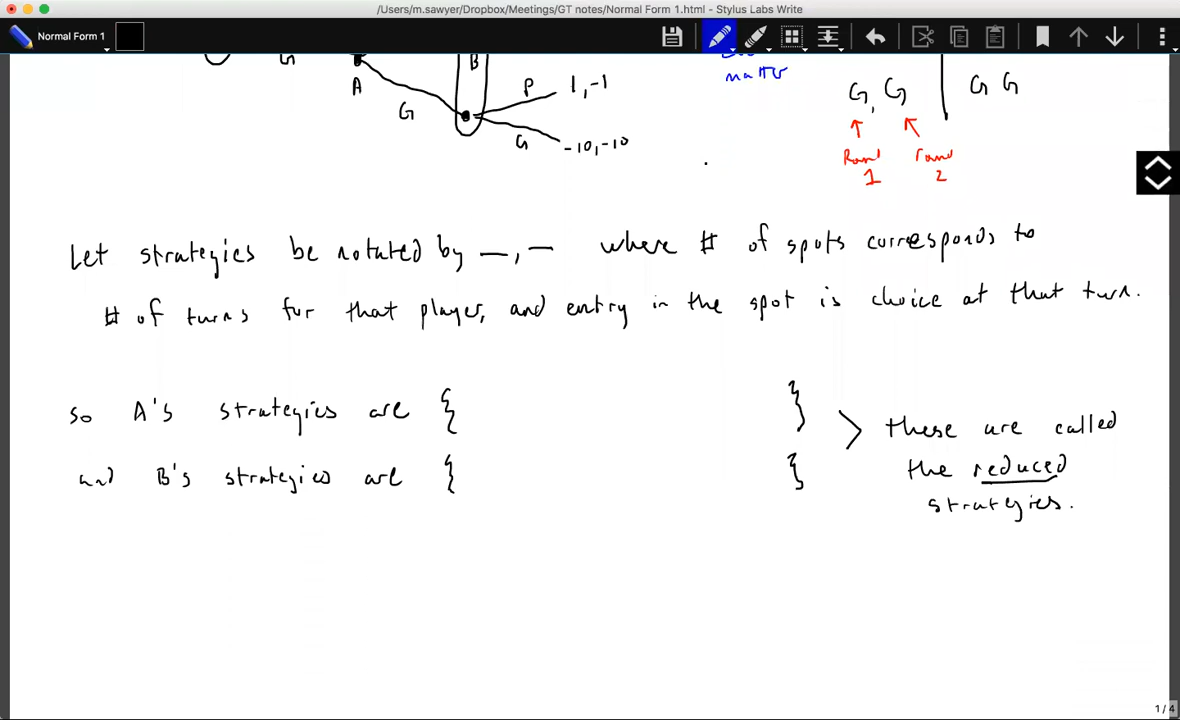 /Users/m.sawyer/Dropbox/Meetings/GT notes/Normal Form 1.html - Stylus Labs Write
Normal Form 1
B
G
A
P 1, -1
G
G -10, -10
matter
G, G | G G
Round 1
round 2
Let strategies be notated by _, _ where # of spots corresponds to
# of turns for that player, and entry in the spot is choice at that turn.
so A's strategies are { }
and B's strategies are { }
> these are called
the reduced
strategies.
1 / 4